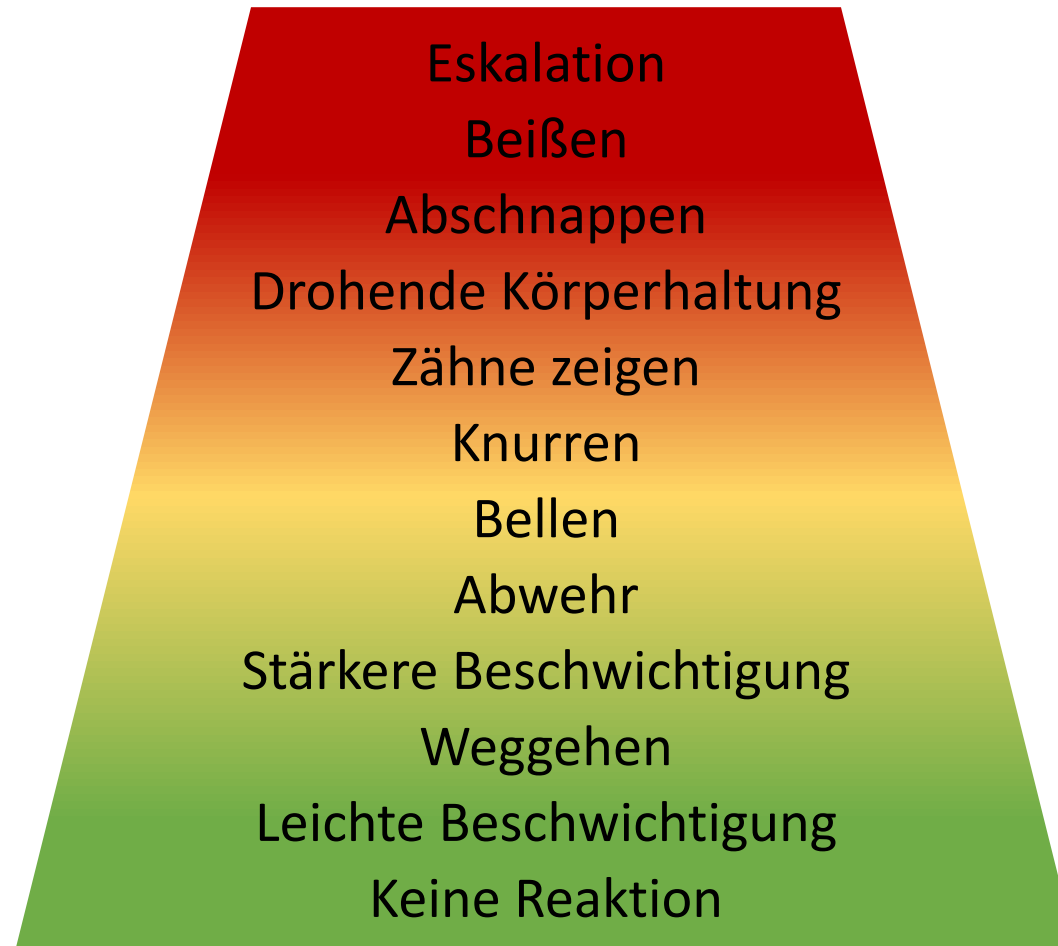 Eskalation
Beißen
Abschnappen
Drohende Körperhaltung
Zähne zeigen
Knurren
Bellen
Abwehr
Stärkere Beschwichtigung
Weggehen
Leichte Beschwichtigung
Keine Reaktion